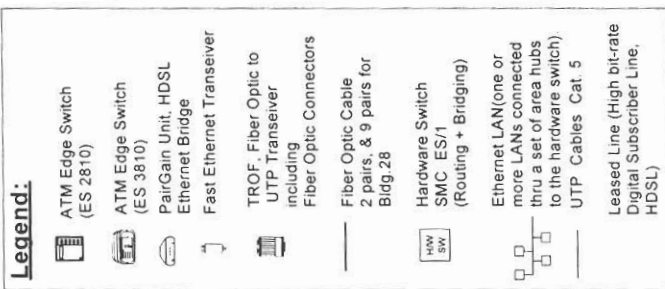 Legend:
ATM Edge Switch
(ES 2810)
ATM Edge Switch
(ES 3810)
PairGain Unit, HDSL
Ethernet Bridge
Fast Ethernet Transeiver
TROF, Fiber Optic to
UTP Transeiver
including
Fiber Optic Connectors
Fiber Optic Cable
2 pairs, & 9 pairs for
Bldg.28
H/W
SW
Hardware Switch
SMC ES/1
(Routing + Bridging)
Ethernet LAN(one or
more LANs connected
thru a set of area hubs
to the hardware switch).
UTP Cables Cat. 5
Leased Line (High bit-rate
Digital Subscriber Line,
HDSL)